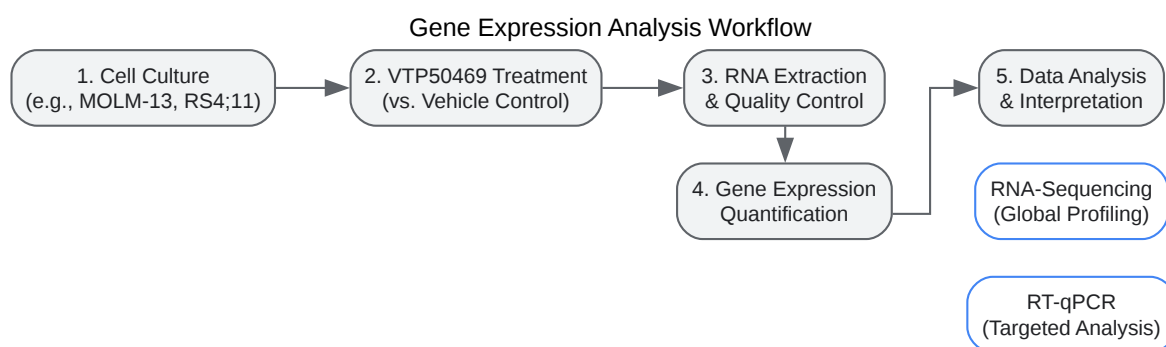 Gene Expression Analysis Workflow
1. Cell Culture
(e.g., MOLM-13, RS4;11)
2. VTP50469 Treatment
(vs. Vehicle Control)
3. RNA Extraction
& Quality Control
4. Gene Expression
Quantification
5. Data Analysis
& Interpretation
RNA-Sequencing
(Global Profiling)
RT-qPCR
(Targeted Analysis)